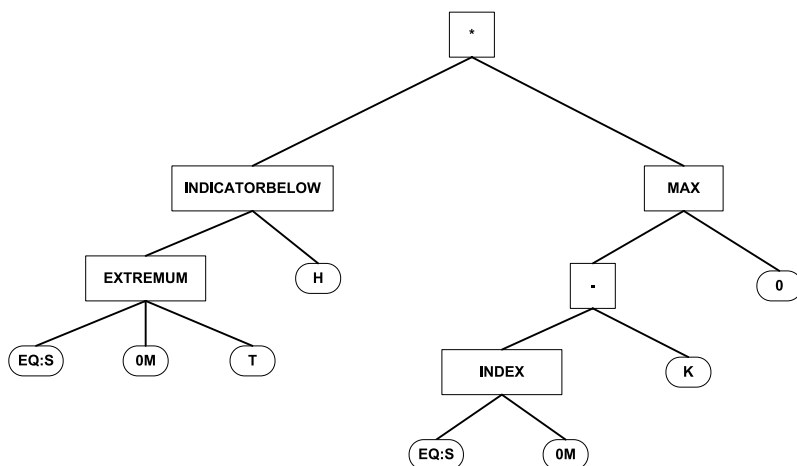 *
INDICATORBELOW
MAX
EXTREMUM
H
-
0
EQ:S
0M
T
INDEX
K
EQ:S
0M